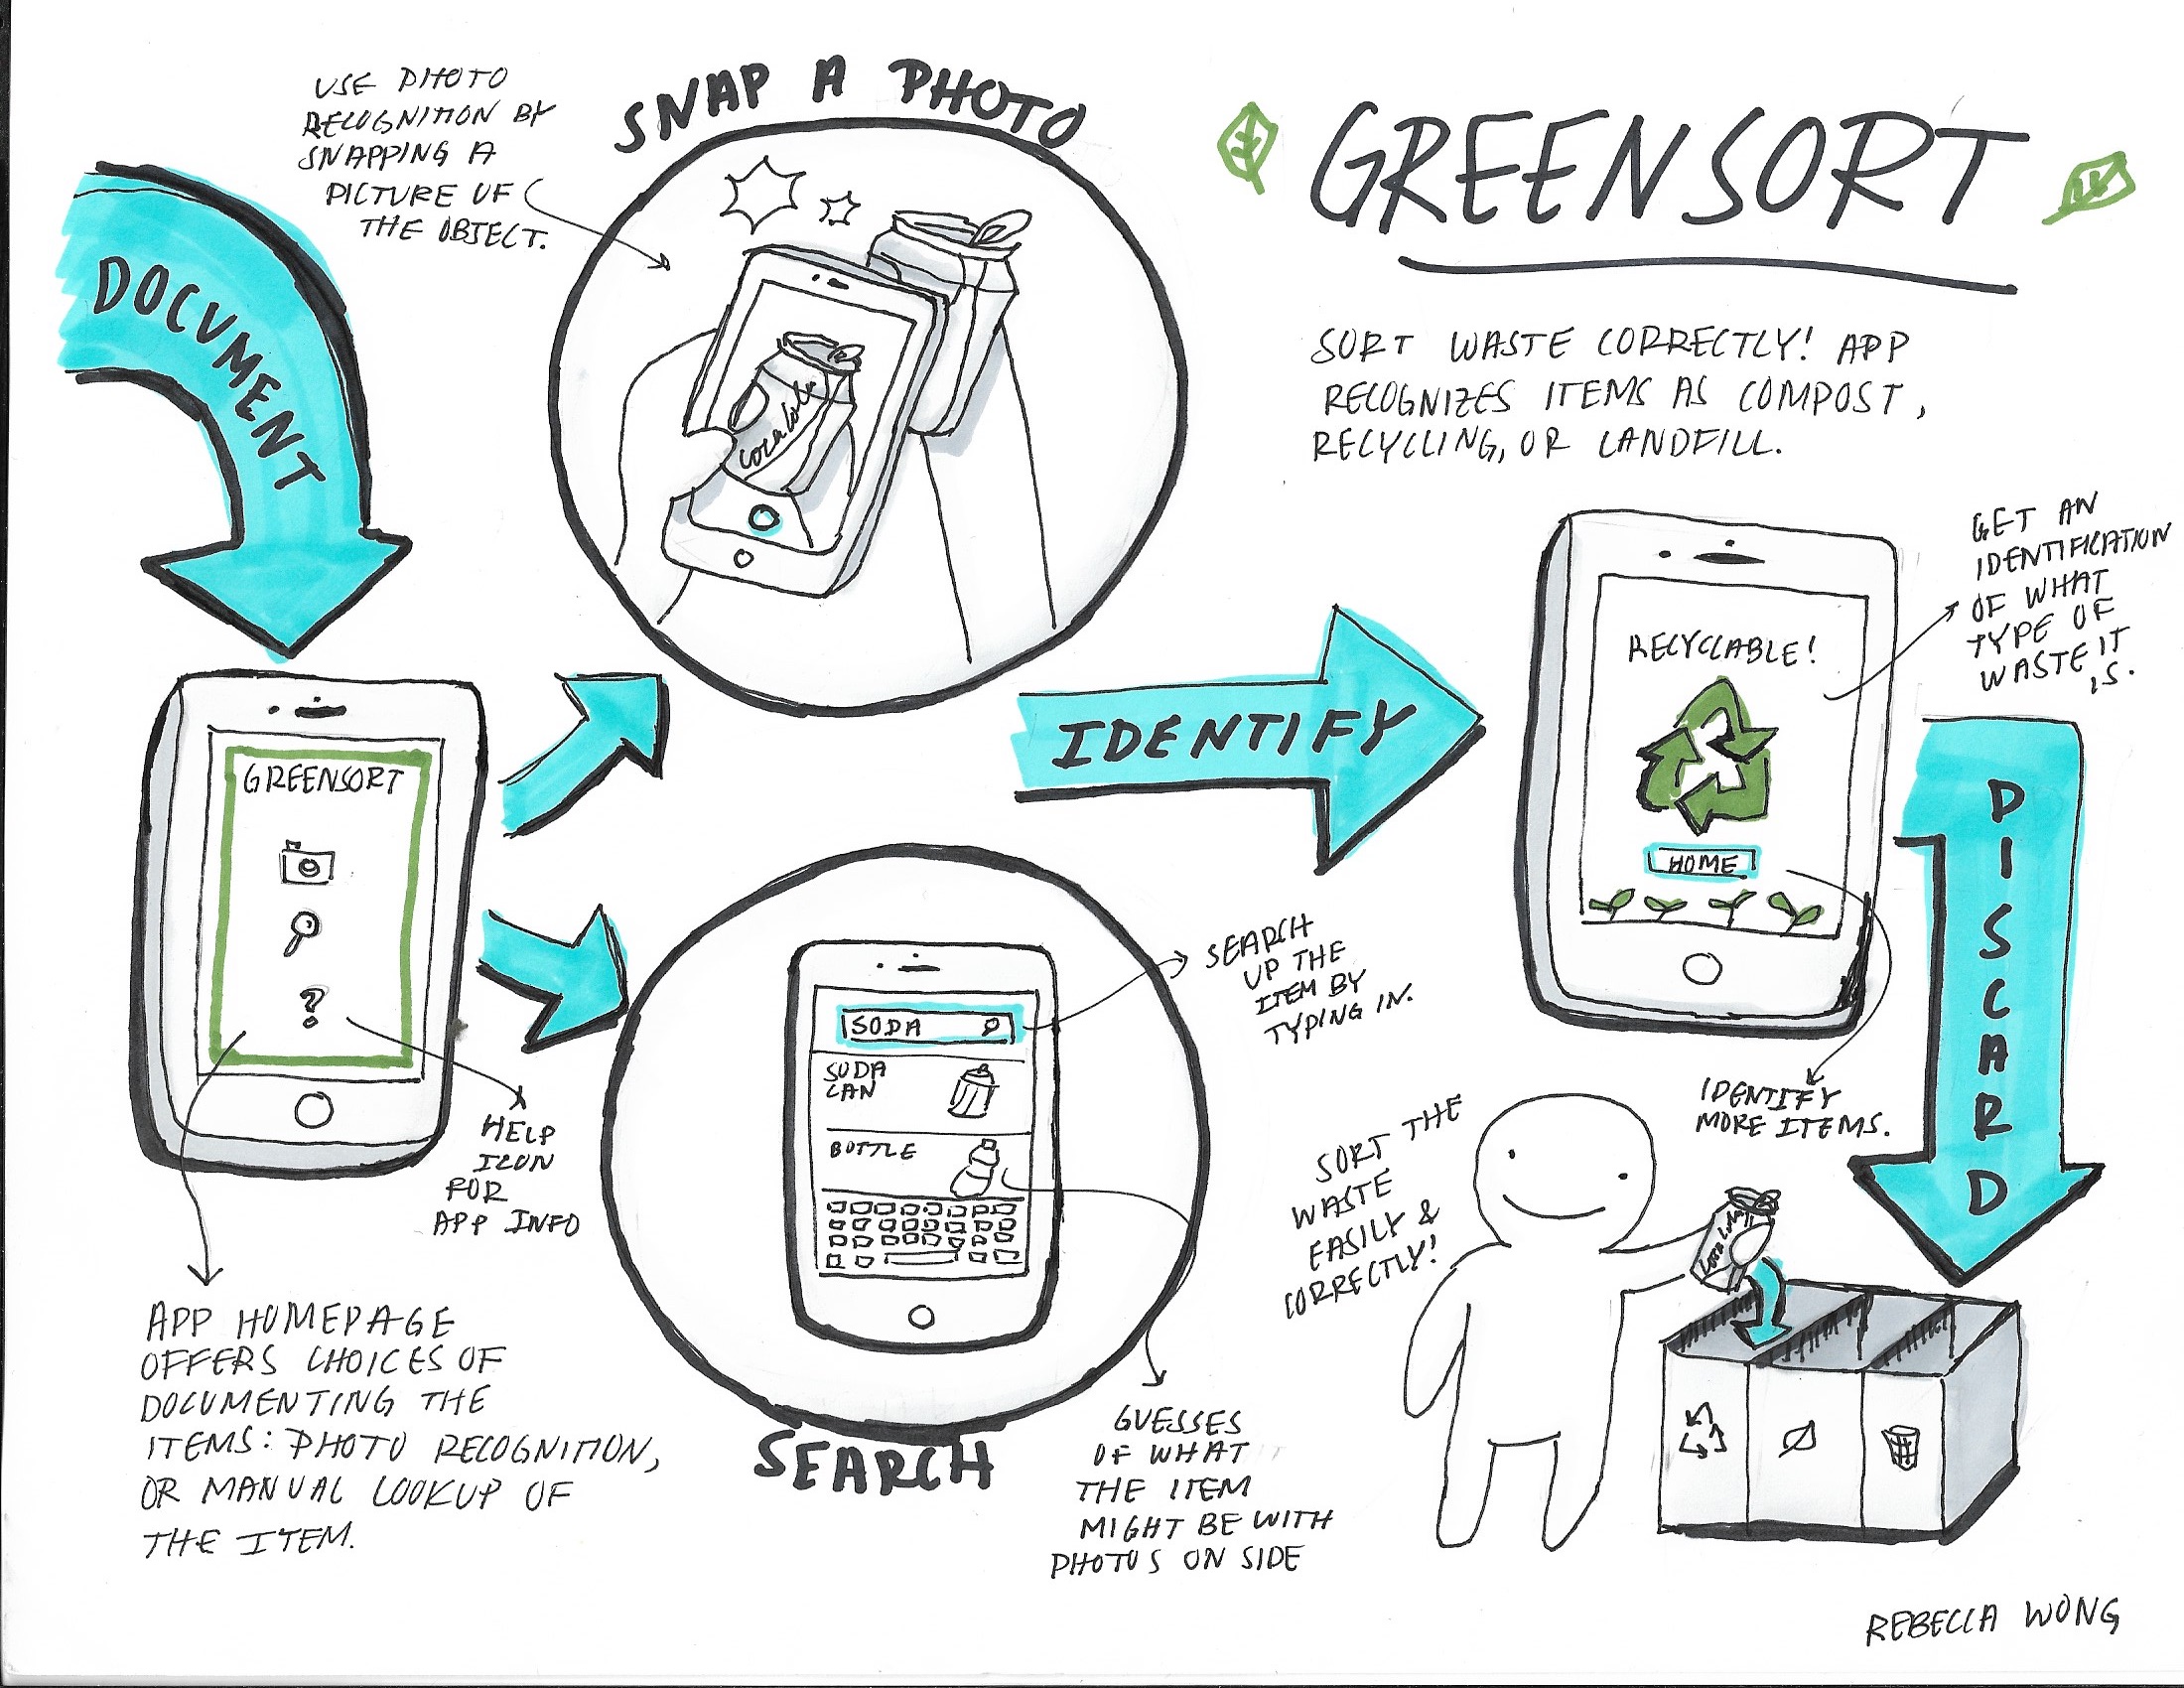 USE PHOTO
RECOGNITION BY
SNAPPING A
PICTURE OF
THE OBJECT.
SNAP A PHOTO
GREENSORT
SORT WASTE CORRECTLY! APP
RECOGNIZES ITEMS AS COMPOST,
RECYCLING, OR LANDFILL.
DOCUMENT
COCA COLA
GET AN
IDENTIFICATION
OF WHAT
TYPE OF
WASTE IT
IS.
IDENTIFY
RECYCLABLE!
HOME
DISCARD
GREENSORT
?
HELP
ICON
FOR
APP INFO
SEARCH
UP THE
ITEM BY
TYPING IN.
SODA
SODA
CAN
BOTTLE
IDENTIFY
MORE ITEMS.
SORT THE
WASTE
EASILY &
CORRECTLY!
COCA COLA
APP HOMEPAGE
OFFERS CHOICES OF
DOCUMENTING THE
ITEMS: PHOTO RECOGNITION,
OR MANUAL LOOKUP OF
THE ITEM.
SEARCH
GUESSES
OF WHAT
THE ITEM
MIGHT BE WITH
PHOTOS ON SIDE
REBECCA WONG